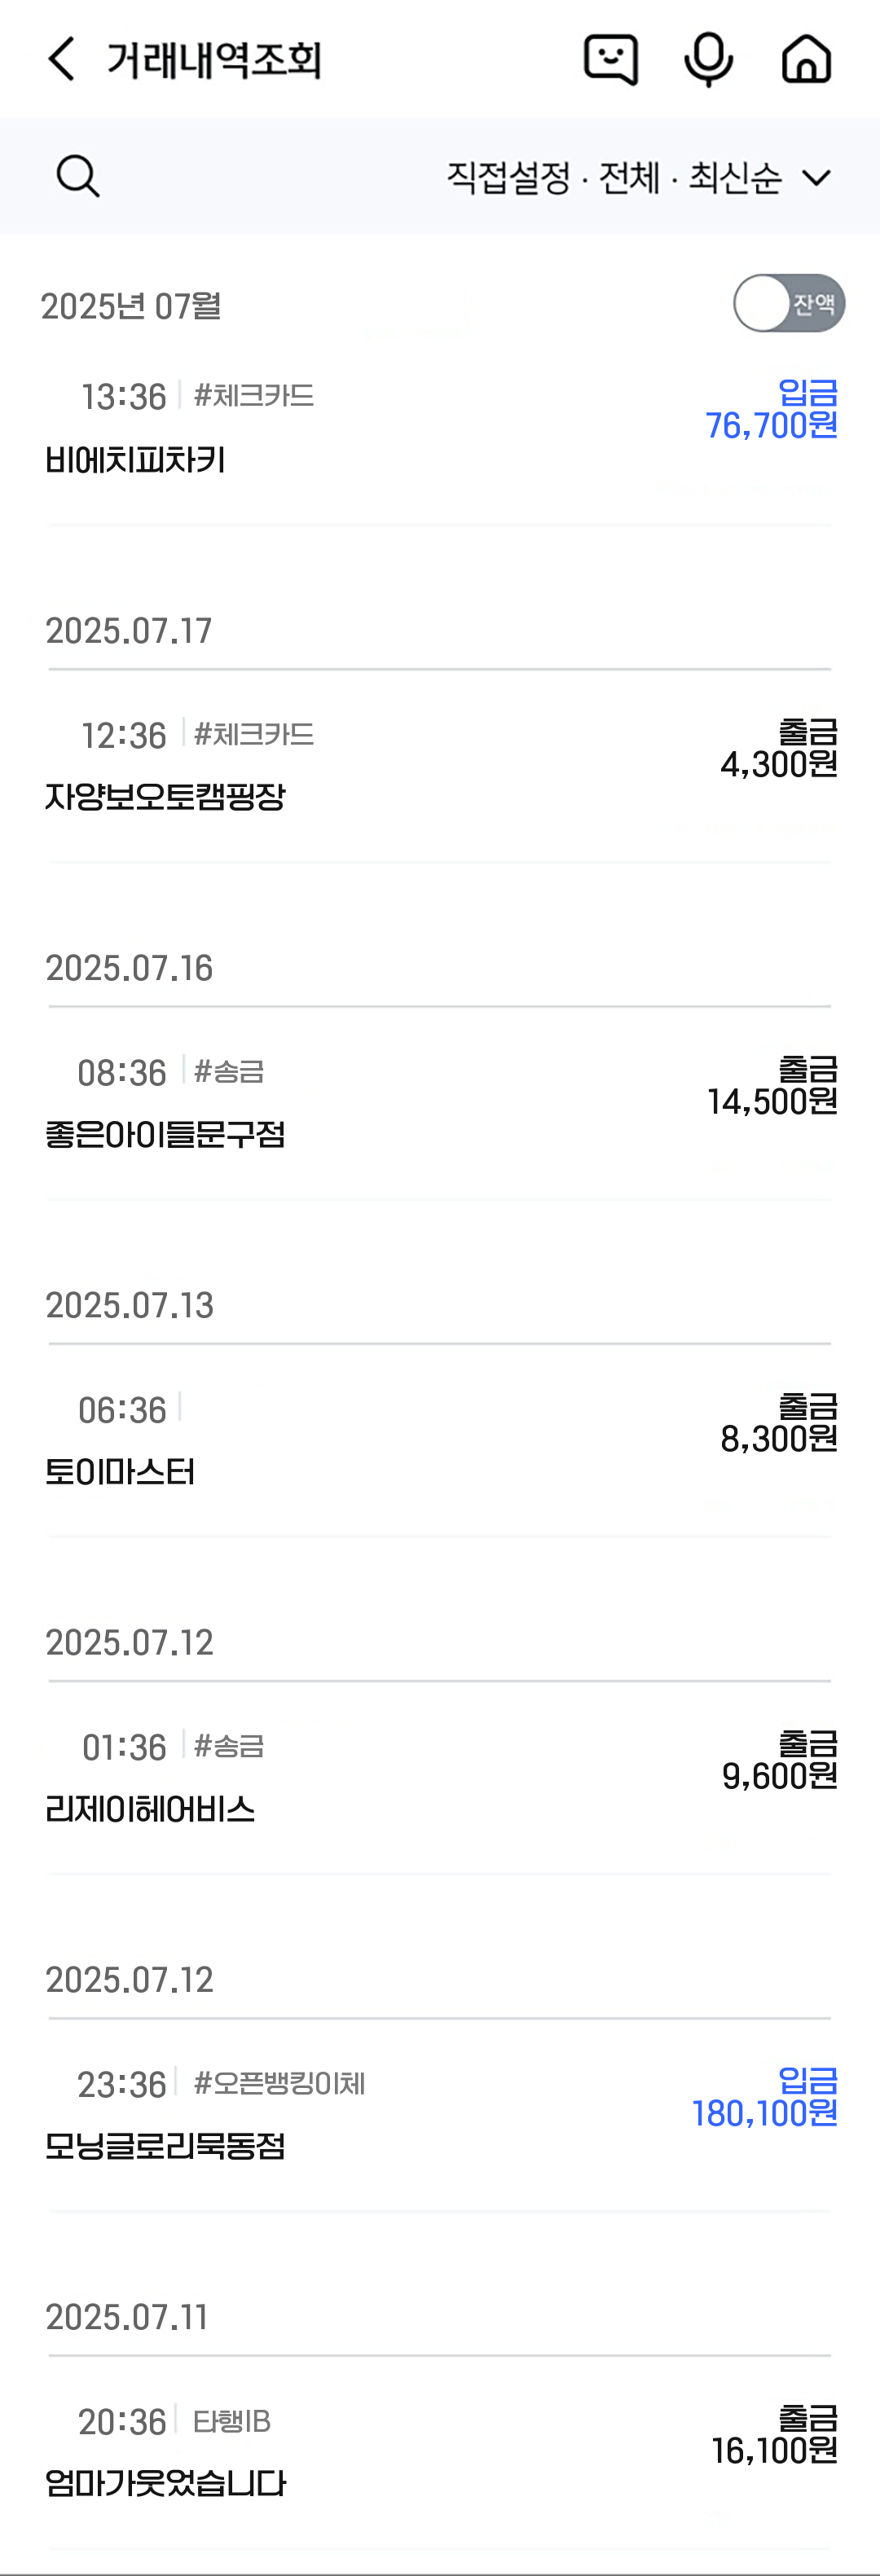 거래내역조회
직접설정 · 전체 · 최신순
2025년 07월
잔액
13:36 #체크카드
입금
76,700원
비에치피차키
2025.07.17
12:36 #체크카드
출금
4,300원
자양보오토캠핑장
2025.07.16
08:36 #송금
출금
14,500원
좋은아이들문구점
2025.07.13
06:36
출금
8,300원
토이마스터
2025.07.12
01:36 #송금
출금
9,600원
리제이헤어비스
2025.07.12
23:36 #오픈뱅킹이체
입금
180,100원
모닝글로리묵동점
2025.07.11
20:36 타행IB
출금
16,100원
엄마가웃었습니다